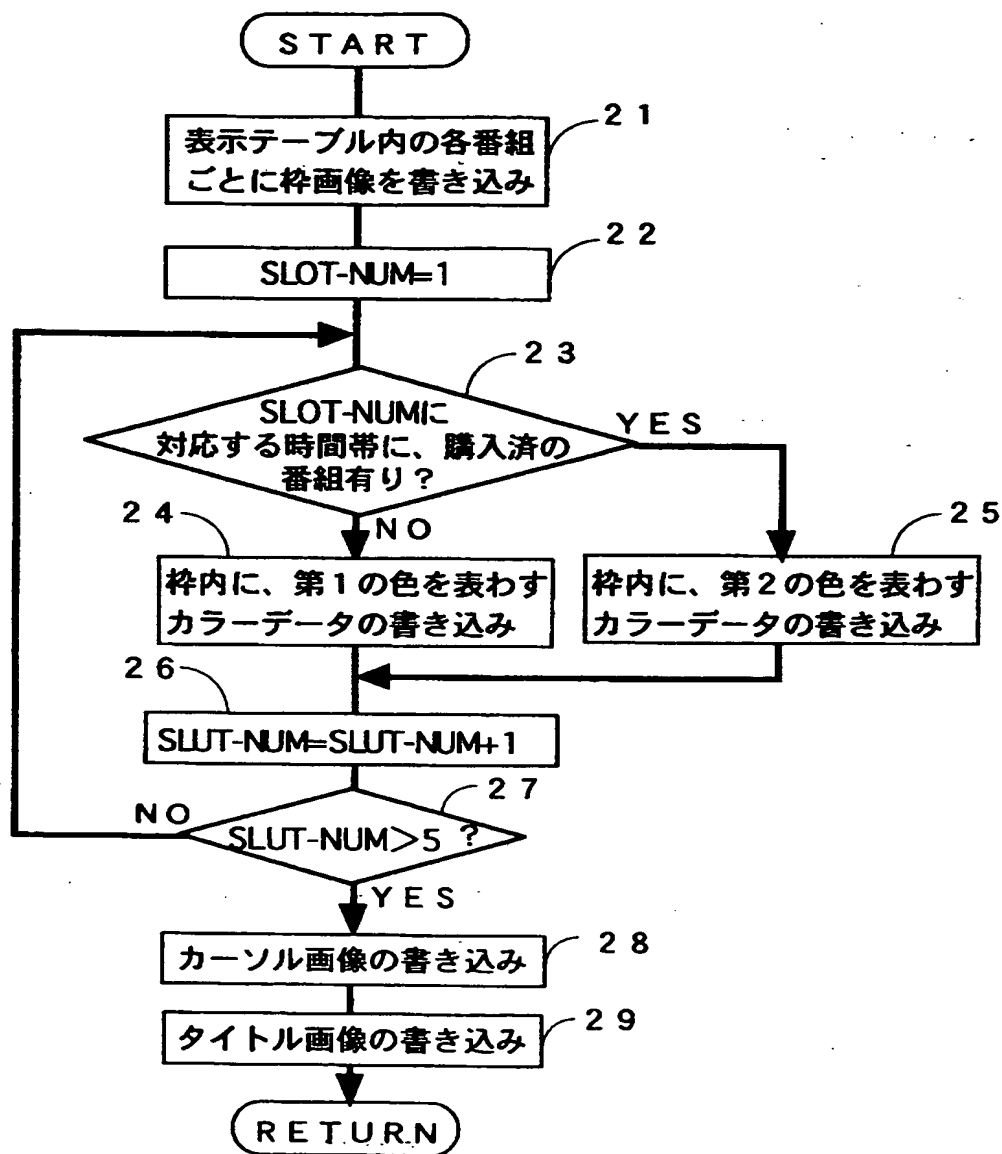 START
21
表示テーブル内の各番組
ごとに枠画像を書き込み
22
SLOT-NUM=1
23
SLOT-NUMに
対応する時間帯に、購入済の
番組有り？
YES
NO
24
枠内に、第1の色を表わす
カラーデータの書き込み
25
枠内に、第2の色を表わす
カラーデータの書き込み
26
SLUT-NUM=SLUT-NUM+1
27
NO
SLUT-NUM＞5 ？
YES
28
カーソル画像の書き込み
29
タイトル画像の書き込み
RETURN